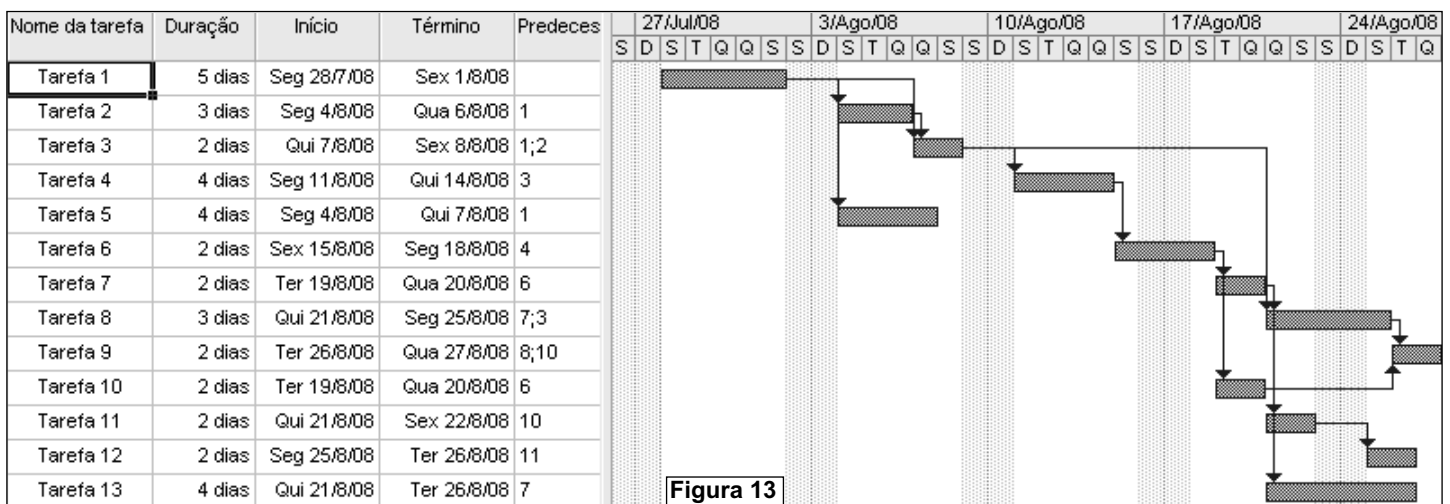 Nome da tarefa Duração Início Término Predeces 27/Jul/08 3/Ago/08 10/Ago/08 17/Ago/08 24/Ago/08
S D S T Q Q S S D S T Q Q S S D S T Q Q S S D S T Q Q S S D S T Q
Tarefa 1 5 dias Seg 28/7/08 Sex 1/8/08
Tarefa 2 3 dias Seg 4/8/08 Qua 6/8/08 1
Tarefa 3 2 dias Qui 7/8/08 Sex 8/8/08 1;2
Tarefa 4 4 dias Seg 11/8/08 Qui 14/8/08 3
Tarefa 5 4 dias Seg 4/8/08 Qui 7/8/08 1
Tarefa 6 2 dias Sex 15/8/08 Seg 18/8/08 4
Tarefa 7 2 dias Ter 19/8/08 Qua 20/8/08 6
Tarefa 8 3 dias Qui 21/8/08 Seg 25/8/08 7;3
Tarefa 9 2 dias Ter 26/8/08 Qua 27/8/08 8;10
Tarefa 10 2 dias Ter 19/8/08 Qua 20/8/08 6
Tarefa 11 2 dias Qui 21/8/08 Sex 22/8/08 10
Tarefa 12 2 dias Seg 25/8/08 Ter 26/8/08 11
Tarefa 13 4 dias Qui 21/8/08 Ter 26/8/08 7
Figura 13